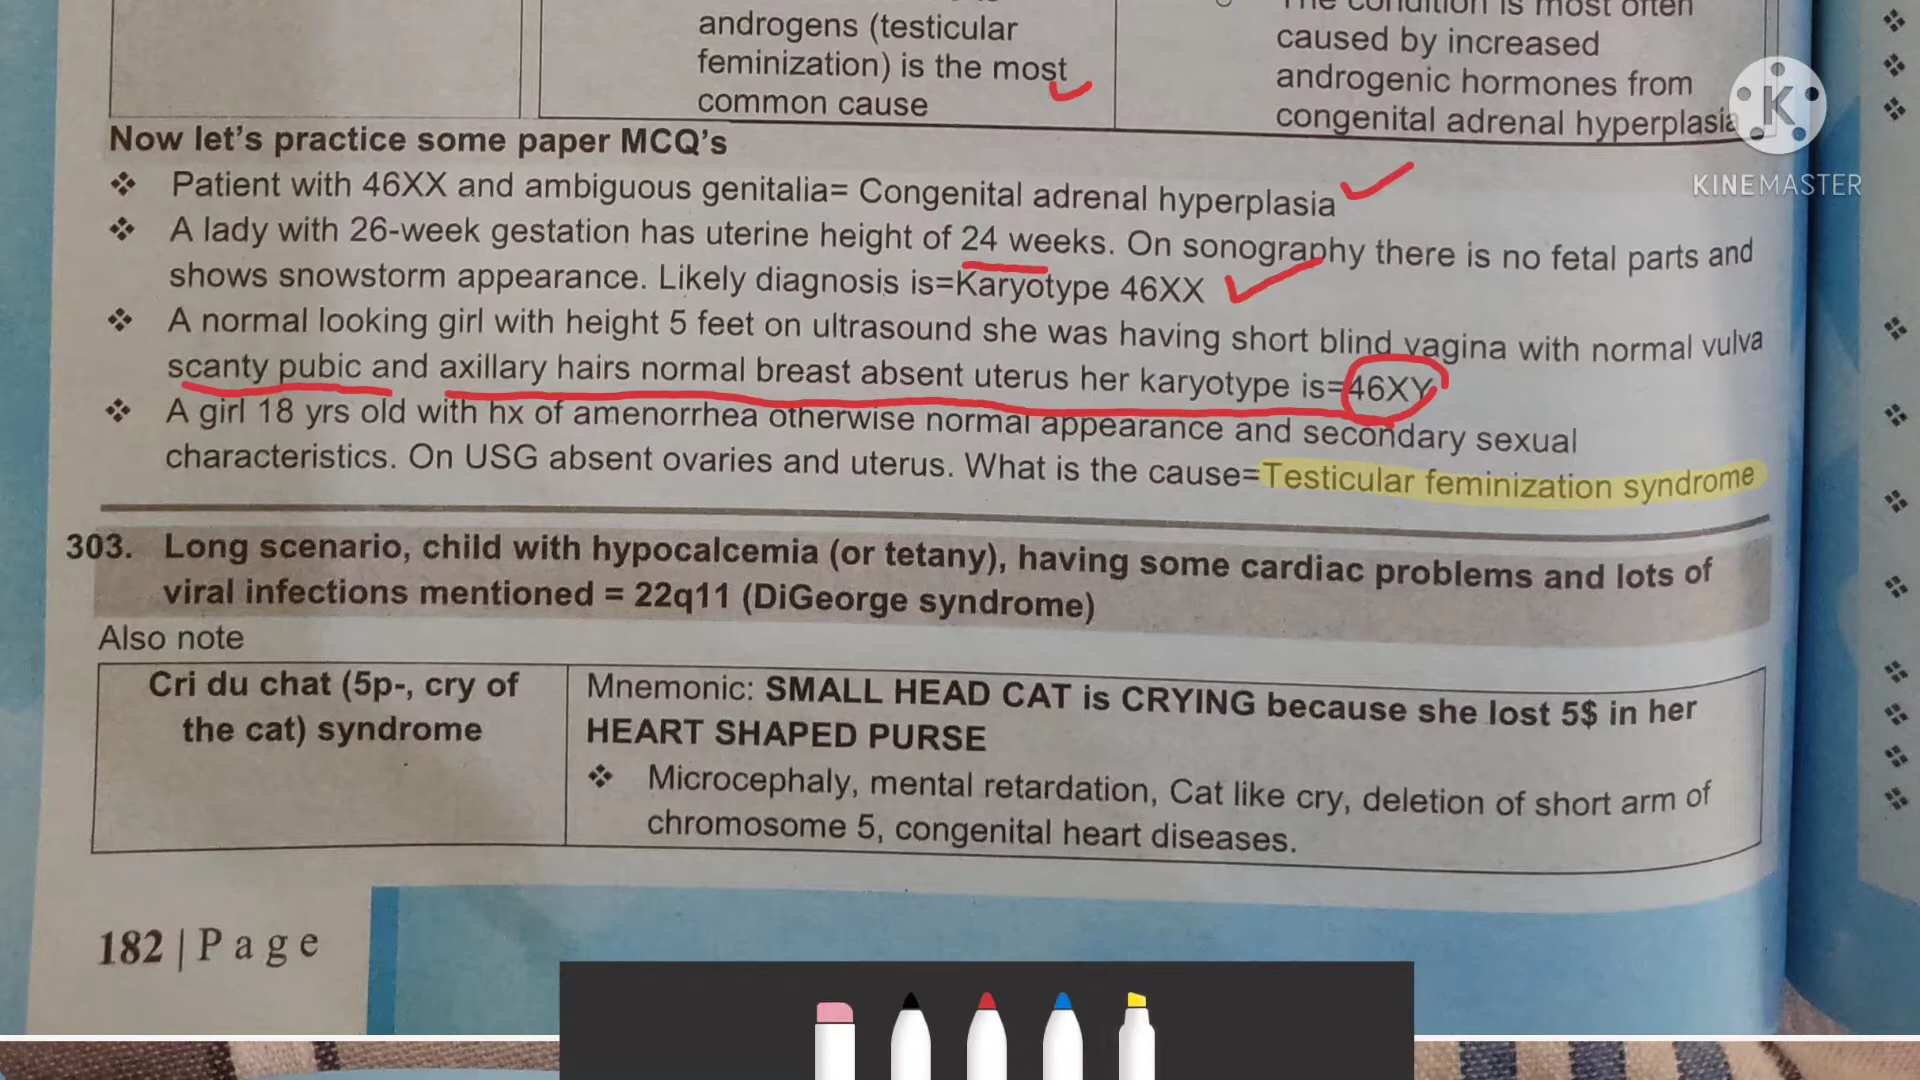 androgens (testicular
feminization) is the most
common cause
The condition is most often
caused by increased
androgenic hormones from
congenital adrenal hyperplasia
K
KINEMASTER
Now let's practice some paper MCQ's
❖ Patient with 46XX and ambiguous genitalia= Congenital adrenal hyperplasia
❖ A lady with 26-week gestation has uterine height of 24 weeks. On sonography there is no fetal parts and
shows snowstorm appearance. Likely diagnosis is=Karyotype 46XX
❖ A normal looking girl with height 5 feet on ultrasound she was having short blind vagina with normal vulva
scanty pubic and axillary hairs normal breast absent uterus her karyotype is=46XY
❖ A girl 18 yrs old with hx of amenorrhea otherwise normal appearance and secondary sexual
characteristics. On USG absent ovaries and uterus. What is the cause=Testicular feminization syndrome
303. Long scenario, child with hypocalcemia (or tetany), having some cardiac problems and lots of
viral infections mentioned = 22q11 (DiGeorge syndrome)
Also note
Cri du chat (5p-, cry of
the cat) syndrome
Mnemonic: SMALL HEAD CAT is CRYING because she lost 5$ in her
HEART SHAPED PURSE
❖ Microcephaly, mental retardation, Cat like cry, deletion of short arm of
chromosome 5, congenital heart diseases.
182 | P a g e